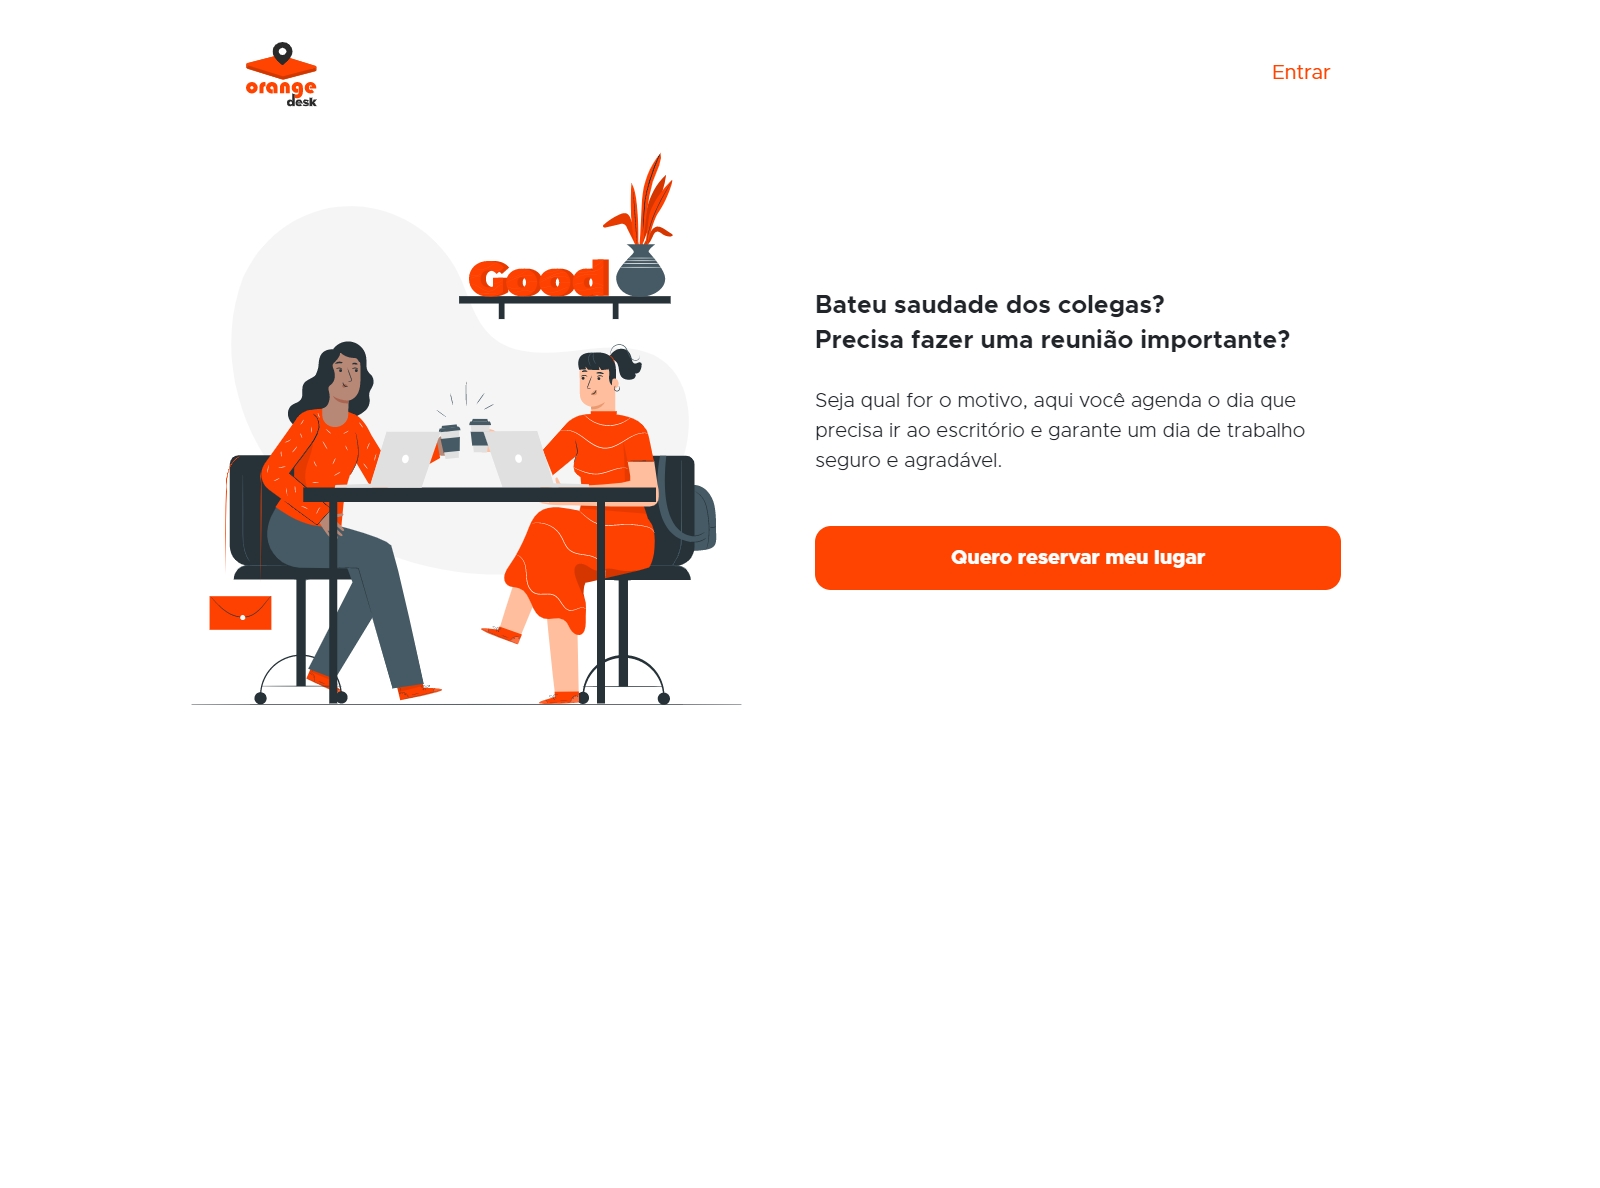 orange
desk
Entrar
Good
Bateu saudade dos colegas?
Precisa fazer uma reunião importante?
Seja qual for o motivo, aqui você agenda o dia que
precisa ir ao escritório e garante um dia de trabalho
seguro e agradável.
Quero reservar meu lugar